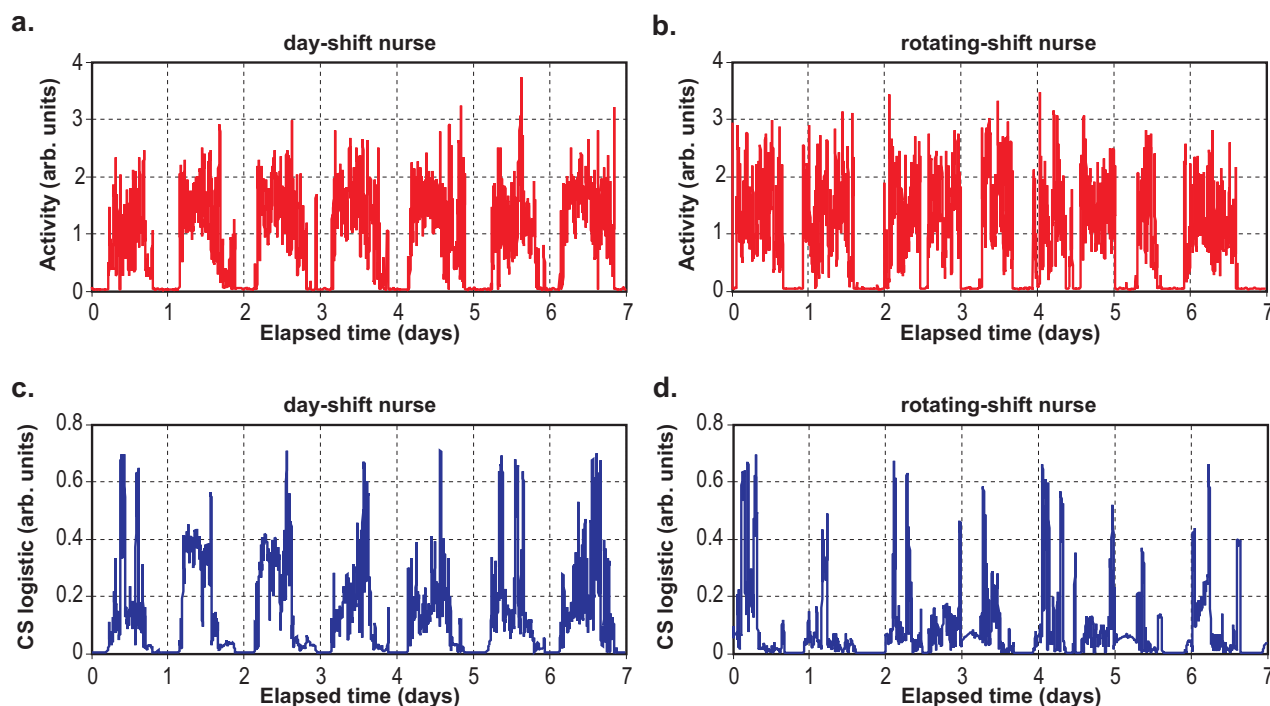 a.
day-shift nurse
4
3
2
1
0
Activity (arb. units)
0 1 2 3 4 5 6 7
Elapsed time (days)
b.
rotating-shift nurse
4
3
2
1
0
Activity (arb. units)
0 1 2 3 4 5 6 7
Elapsed time (days)
c.
day-shift nurse
0.8
0.6
0.4
0.2
0
CS logistic (arb. units)
0 1 2 3 4 5 6 7
Elapsed time (days)
d.
rotating-shift nurse
0.8
0.6
0.4
0.2
0
CS logistic (arb. units)
0 1 2 3 4 5 6 7
Elapsed time (days)